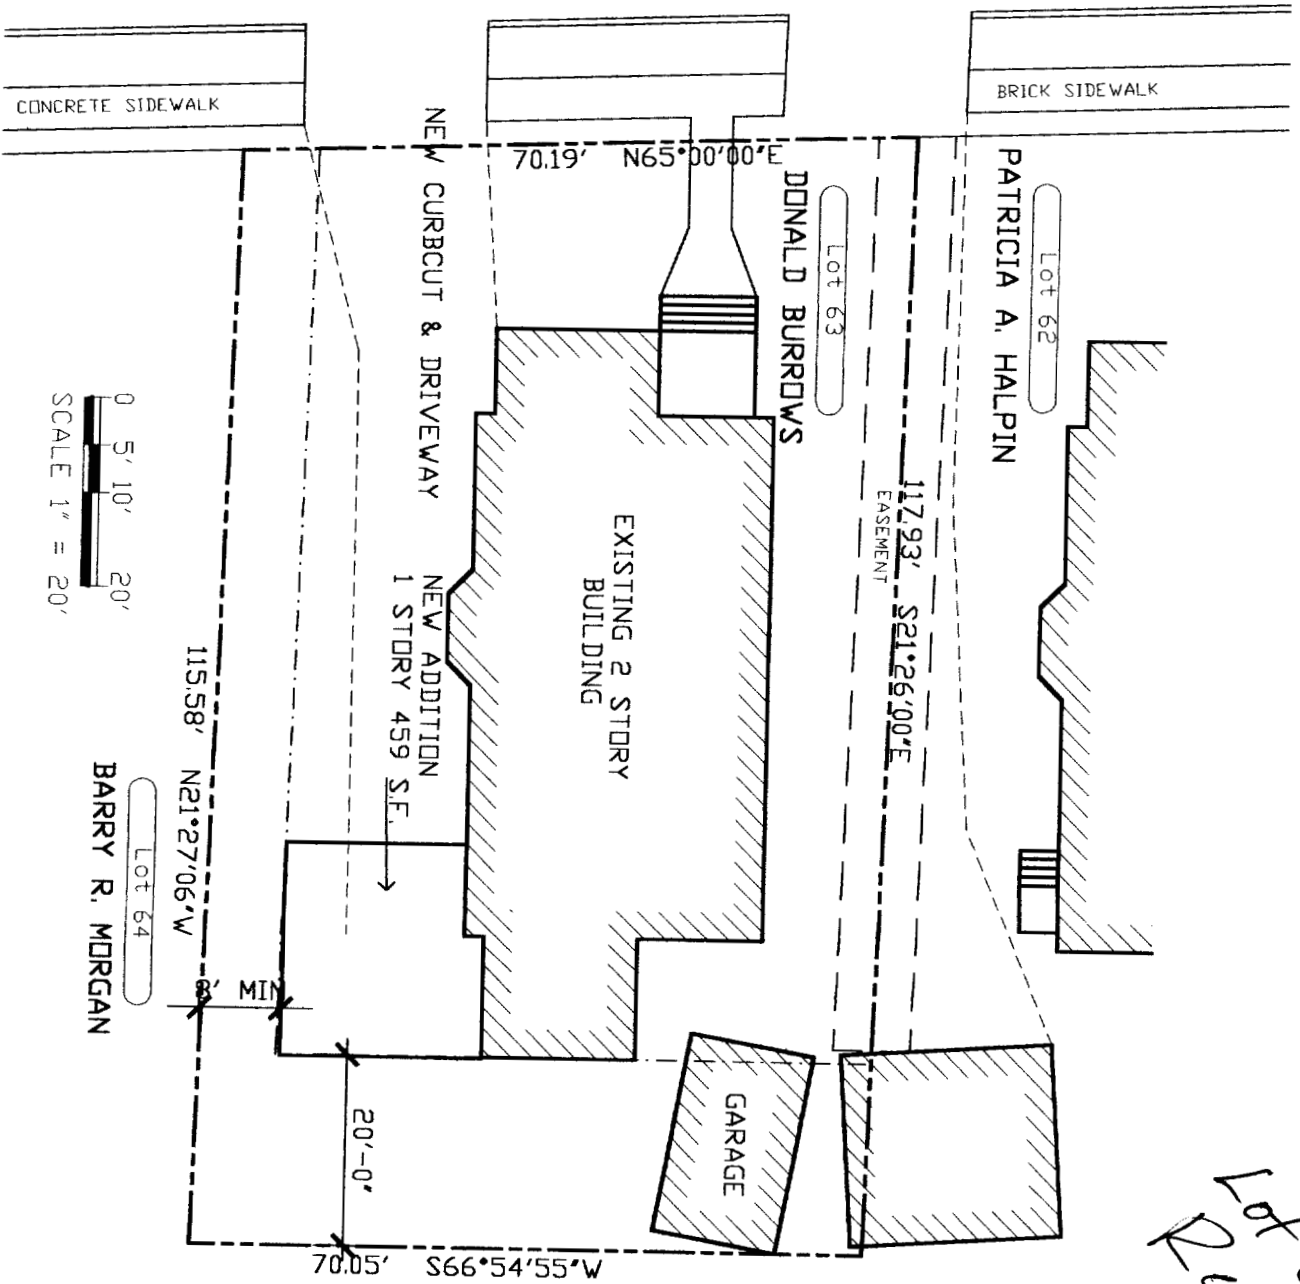 CONCRETE SIDEWALK
BRICK SIDEWALK
70.19' N65°00'00"E
NEW CURBCUT & DRIVEWAY
DONALD BURROWS
Lot 63
PATRICIA A. HALPIN
Lot 62
117.93' S21°26'00"E
EASEMENT
EXISTING 2 STORY
BUILDING
NEW ADDITION
1 STORY 459 S.F.
0 5' 10' 20'
SCALE 1" = 20'
115.58' N21°27'06"W
Lot 64
BARRY R. MORGAN
8' MIN
20'-0"
GARAGE
70.05' S66°54'55"W
Lot